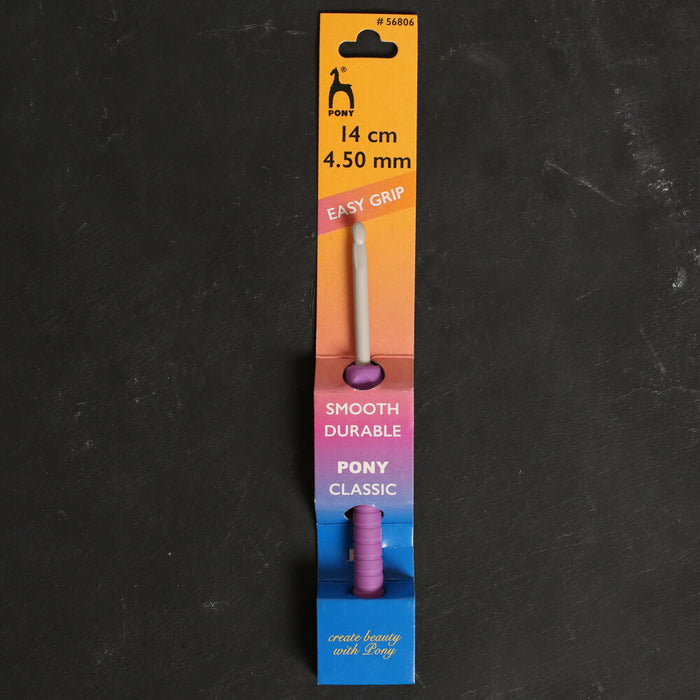 # 56806
PONY
14 cm
4.50 mm
EASY GRIP
SMOOTH
DURABLE
PONY
CLASSIC
create beauty
with Pony